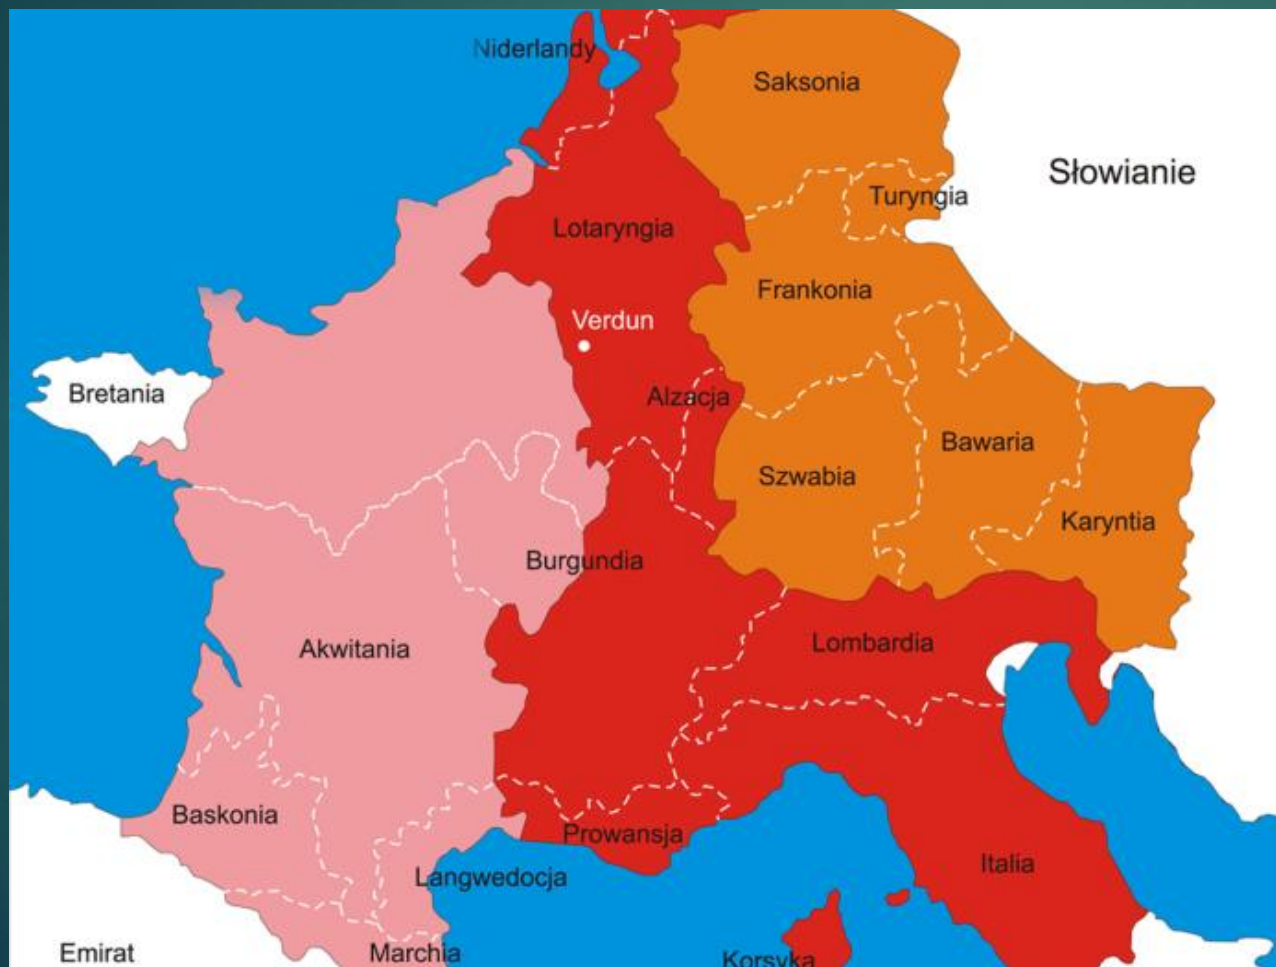 Niderlandy
Saksonia
Słowianie
Turyngia
Lotaryngia
Frankonia
Verdun
Bretania
Alzacja
Bawaria
Szwabia
Karyntia
Burgundia
Akwitania
Lombardia
Baskonia
Prowansja
Italia
Langwedocja
Emirat
Marchia
Korsyka